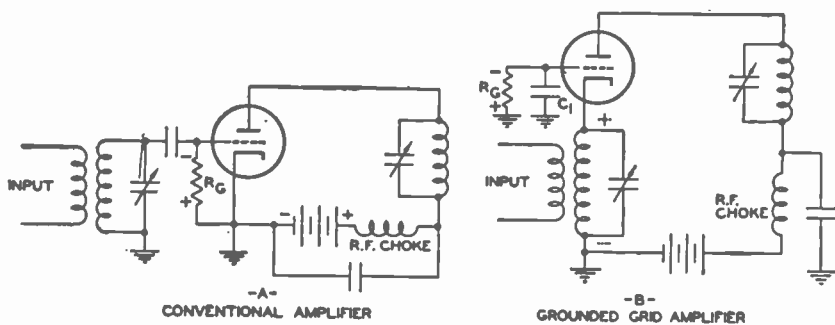 INPUT
-
RG
+
-
+
R.F. CHOKE
-A-
CONVENTIONAL AMPLIFIER
-
RG
+
C1
+
INPUT
-
R.F.
CHOKE
-B-
GROUNDED GRID AMPLIFIER